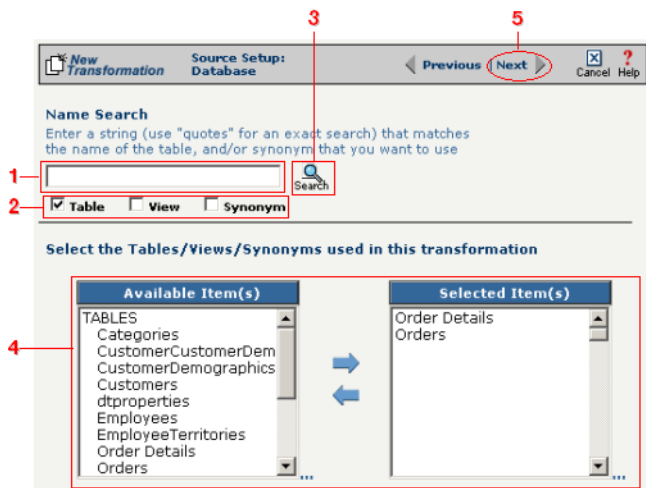 3
5
New
Transformation
Source Setup:
Database
Previous
Next
Cancel
Help
Name Search
Enter a string (use "quotes" for an exact search) that matches
the name of the table, and/or synonym that you want to use
1
Search
2
Table View Synonym
Select the Tables/Views/Synonyms used in this transformation
4
Available Item(s)
TABLES
Categories
CustomerCustomerDem
CustomerDemographics
Customers
dtproperties
Employees
EmployeeTerritories
Order Details
Orders
...
Selected Item(s)
Order Details
Orders
...